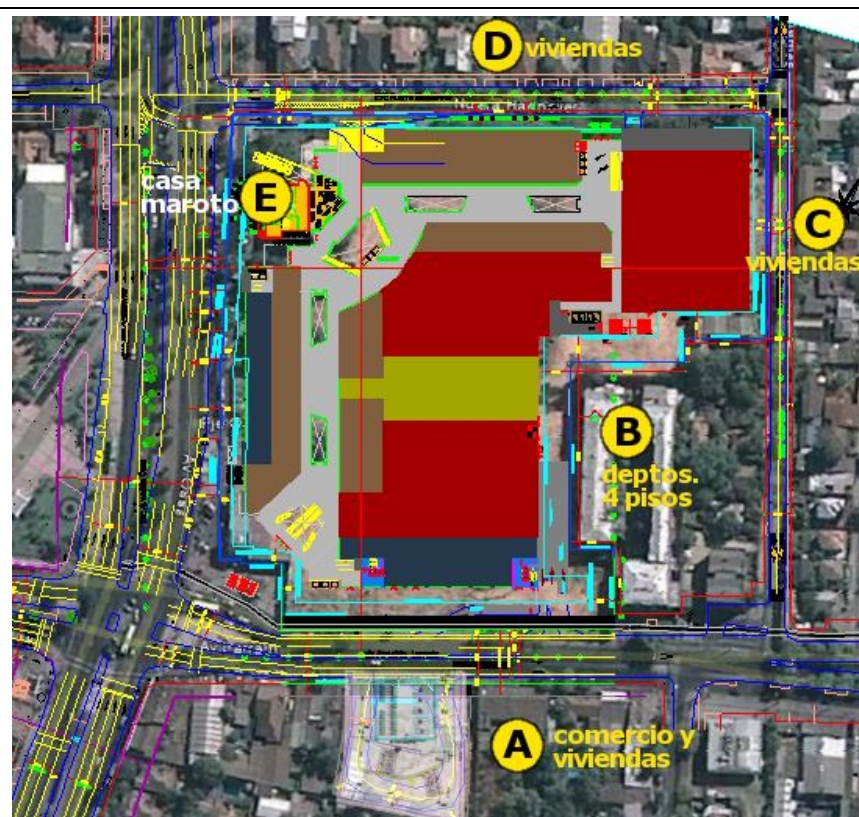 D viviendas
casa
maroto E
C
viviendas
B
deptos.
4 pisos
A comercio y
viviendas